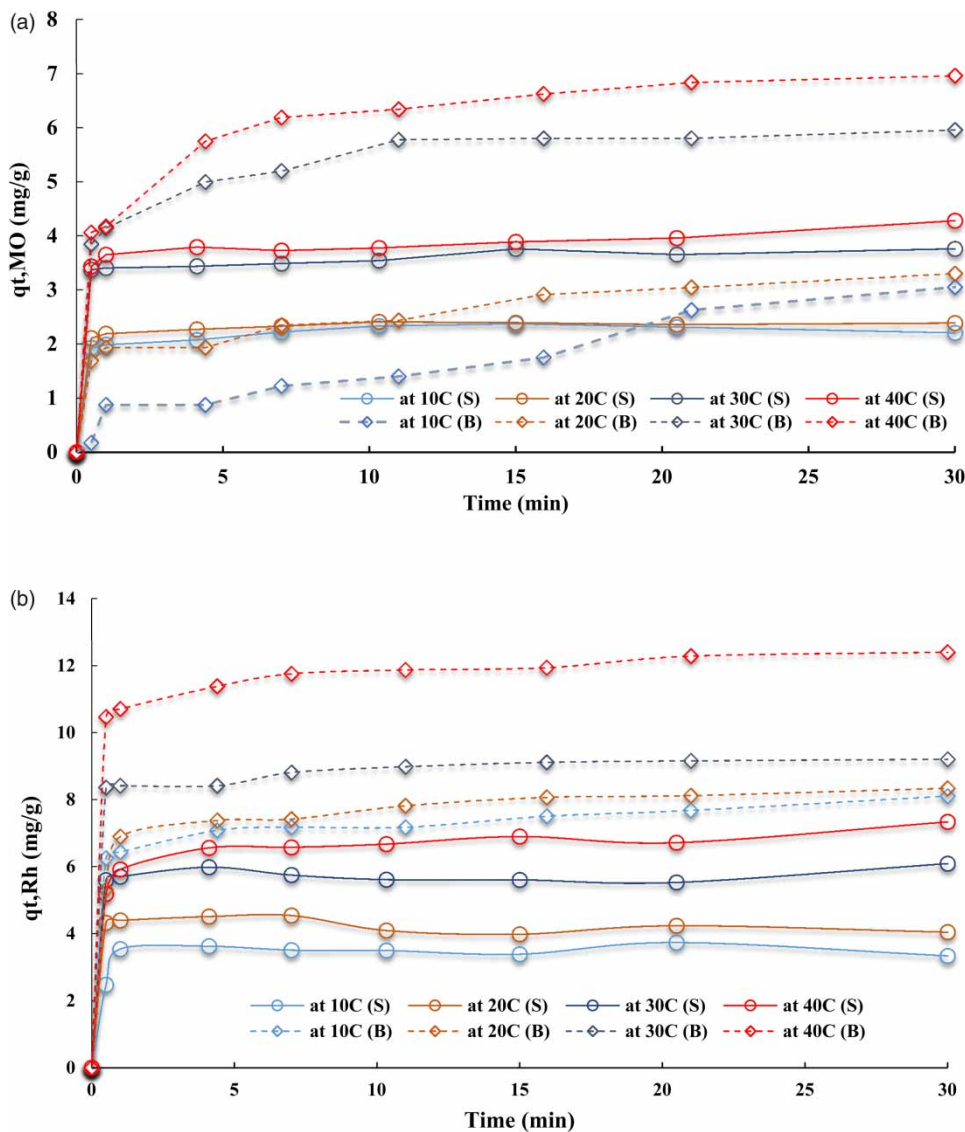 (a)
qt,MO (mg/g)
8
7
6
5
4
3
2
1
0
at 10C (S) at 20C (S) at 30C (S) at 40C (S)
at 10C (B) at 20C (B) at 30C (B) at 40C (B)
0 5 10 15 20 25 30
Time (min)
(b)
qt,Rh (mg/g)
14
12
10
8
6
4
2
0
at 10C (S) at 20C (S) at 30C (S) at 40C (S)
at 10C (B) at 20C (B) at 30C (B) at 40C (B)
0 5 10 15 20 25 30
Time (min)